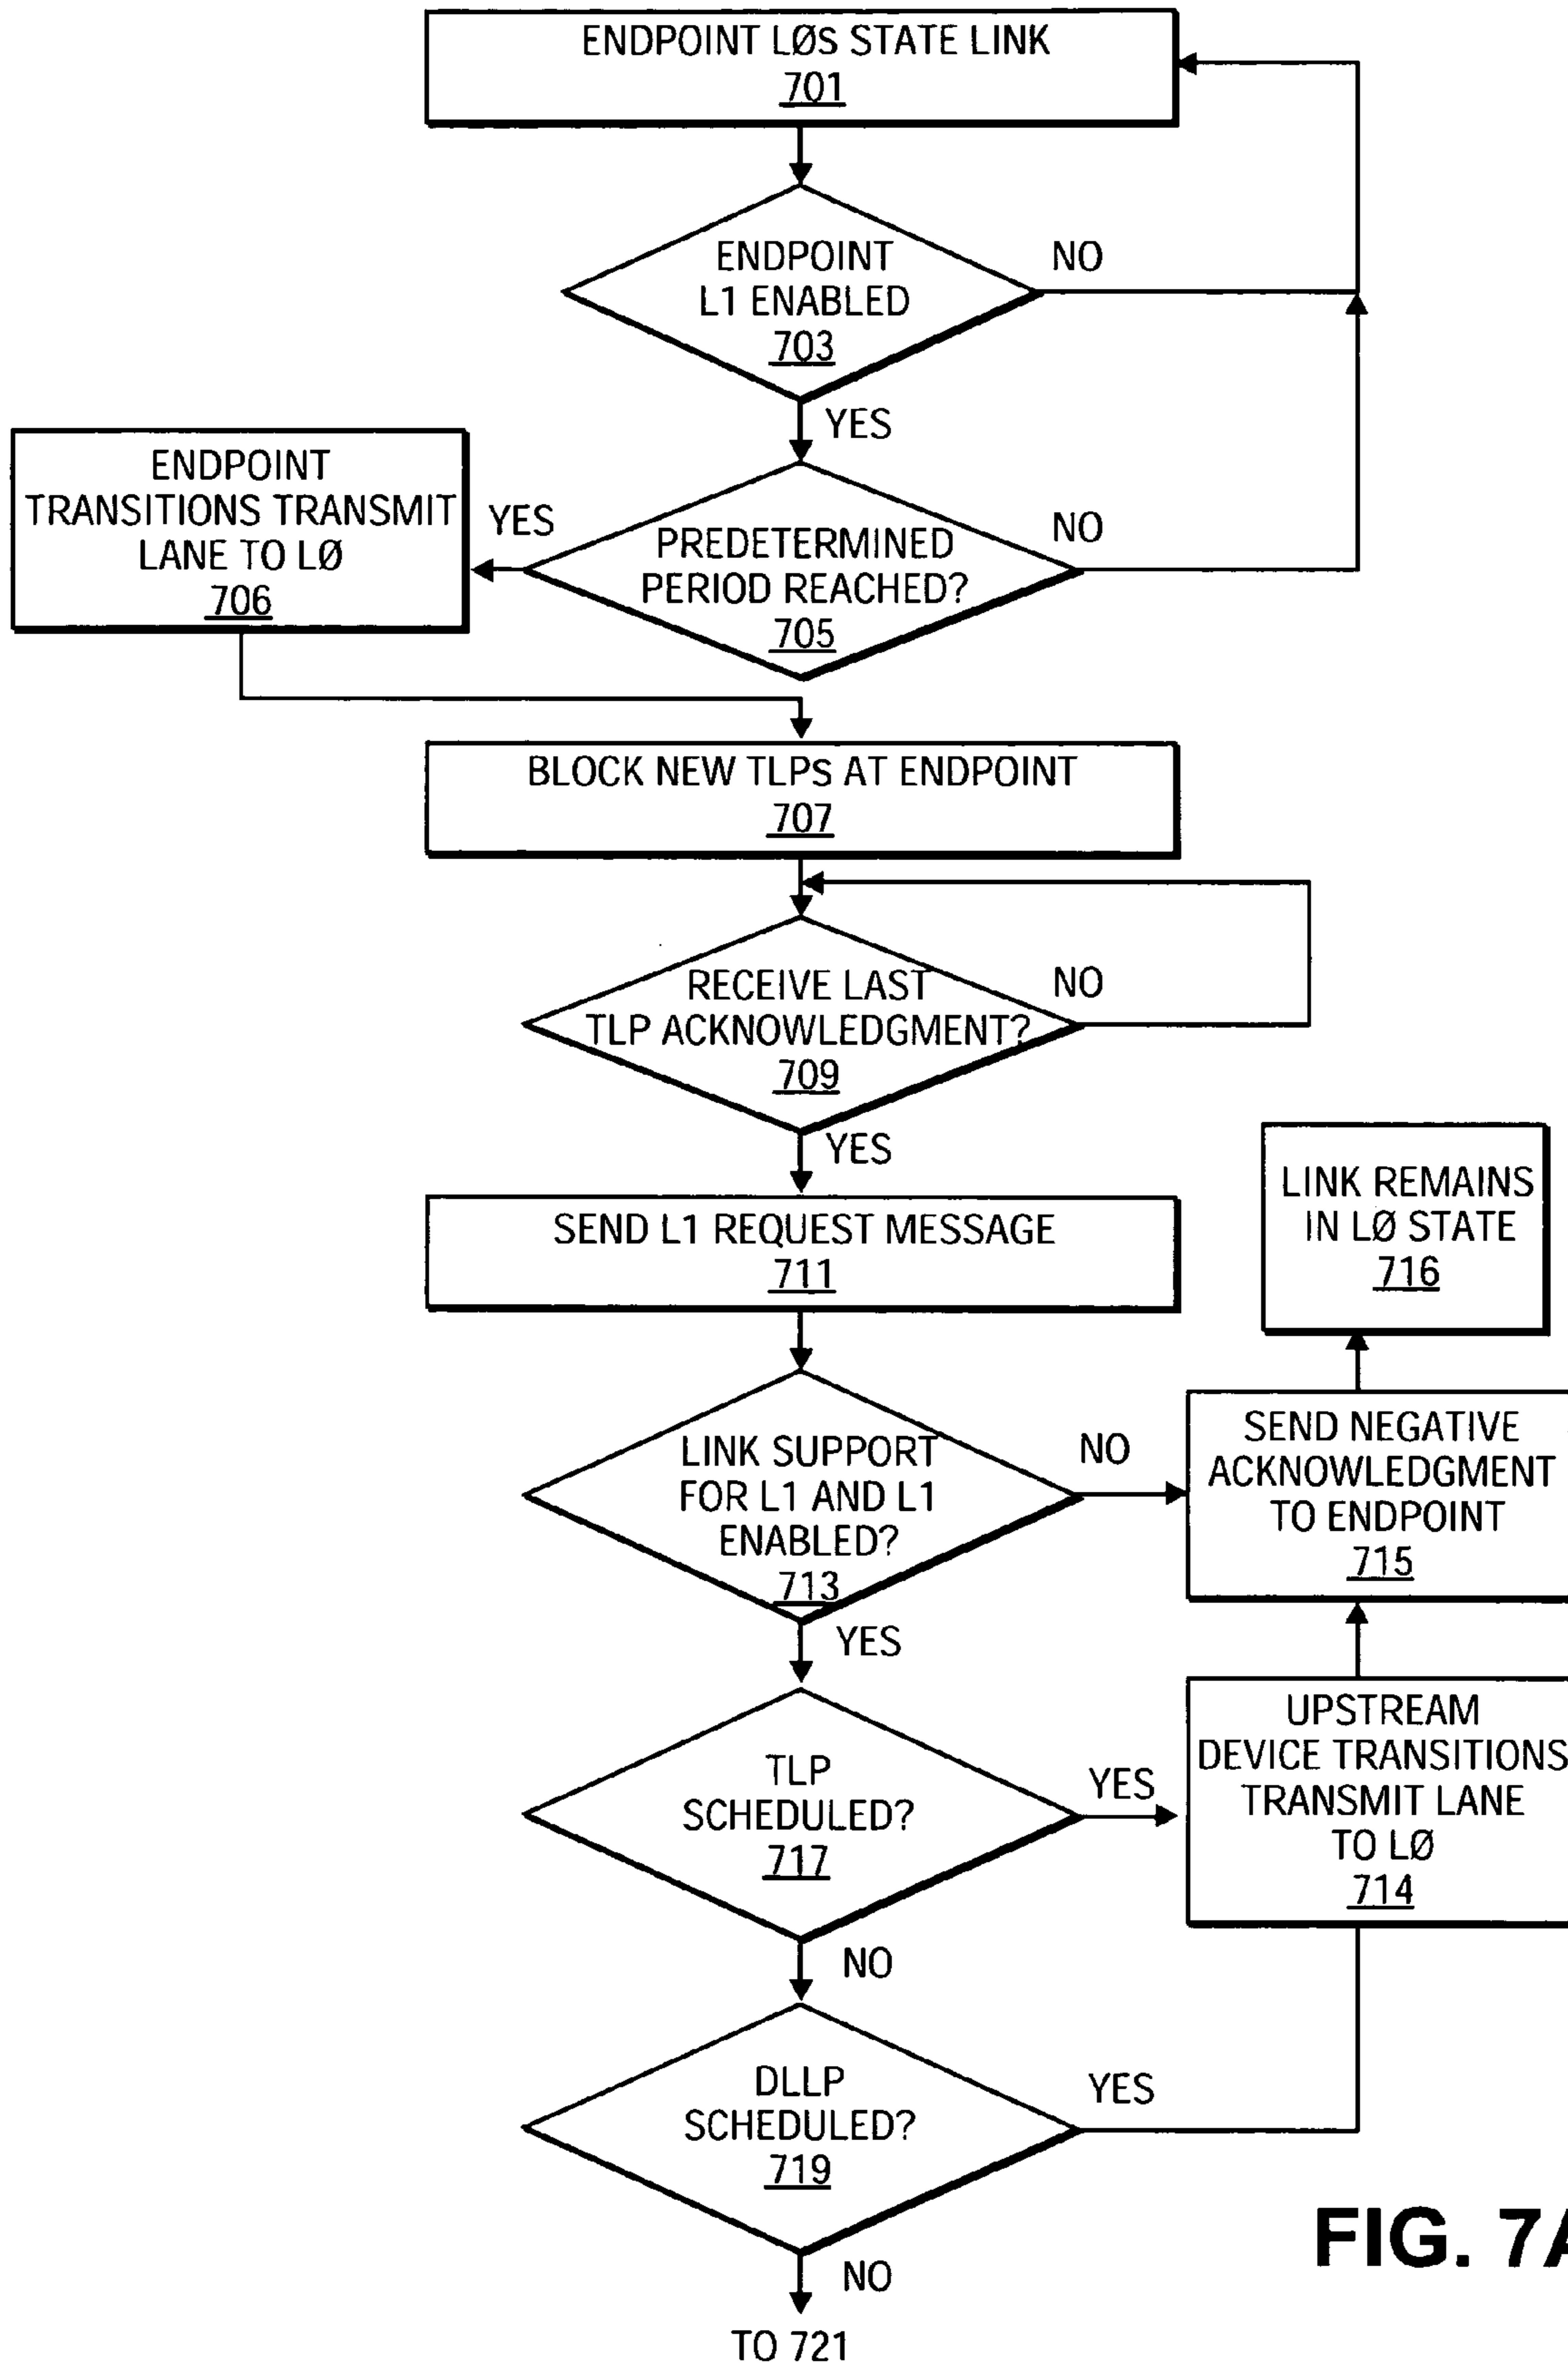 ENDPOINT LØS STATE LINK
701
ENDPOINT
L1 ENABLED
703
NO
YES
ENDPOINT
TRANSITIONS TRANSMIT
LANE TO LØ
706
YES
PREDETERMINED
PERIOD REACHED?
705
NO
BLOCK NEW TLPS AT ENDPOINT
707
RECEIVE LAST
TLP ACKNOWLEDGMENT?
709
NO
YES
SEND L1 REQUEST MESSAGE
711
LINK REMAINS
IN LØ STATE
716
LINK SUPPORT
FOR L1 AND L1
ENABLED?
713
NO
SEND NEGATIVE
ACKNOWLEDGMENT
TO ENDPOINT
715
YES
TLP
SCHEDULED?
717
YES
UPSTREAM
DEVICE TRANSITIONS
TRANSMIT LANE
TO LØ
714
NO
DLLP
SCHEDULED?
719
YES
NO
TO 721
FIG. 7A